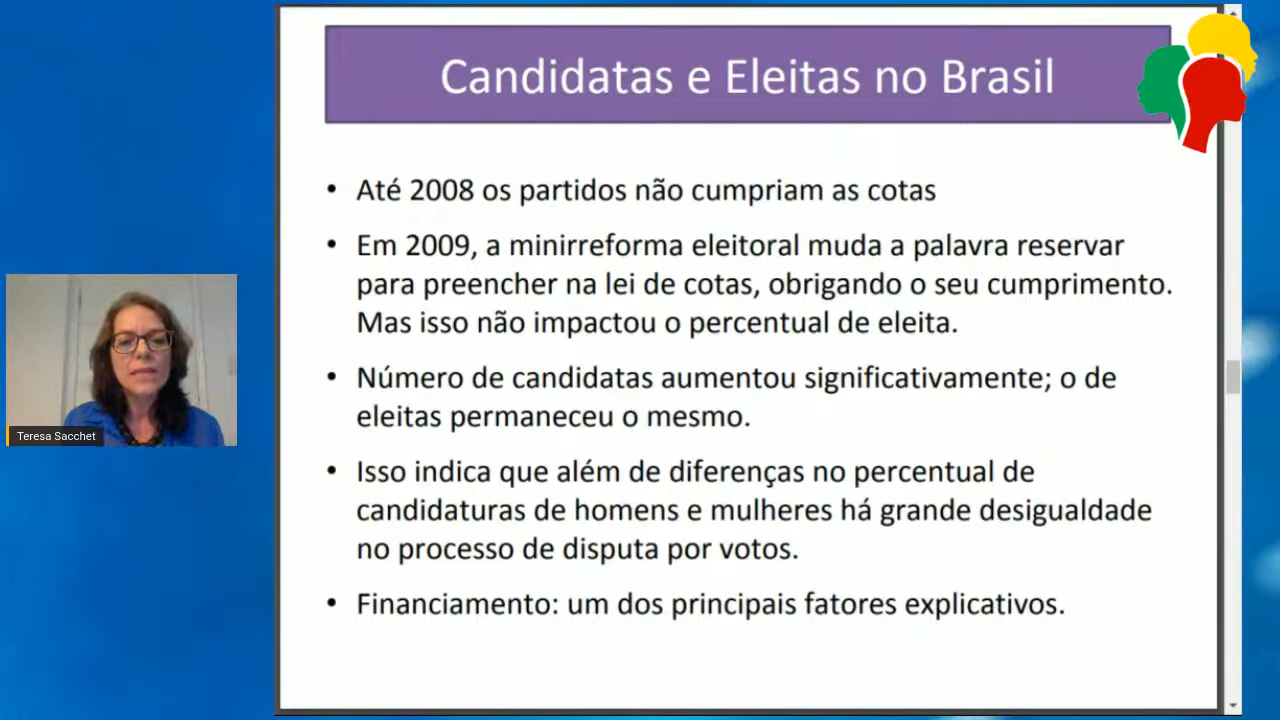 Candidatas e Eleitas no Brasil
• Até 2008 os partidos não cumpriam as cotas
• Em 2009, a minirreforma eleitoral muda a palavra reservar
para preencher na lei de cotas, obrigando o seu cumprimento.
Mas isso não impactou o percentual de eleita.
• Número de candidatas aumentou significativamente; o de
eleitas permaneceu o mesmo.
• Isso indica que além de diferenças no percentual de
candidaturas de homens e mulheres há grande desigualdade
no processo de disputa por votos.
• Financiamento: um dos principais fatores explicativos.
Teresa Sacchet